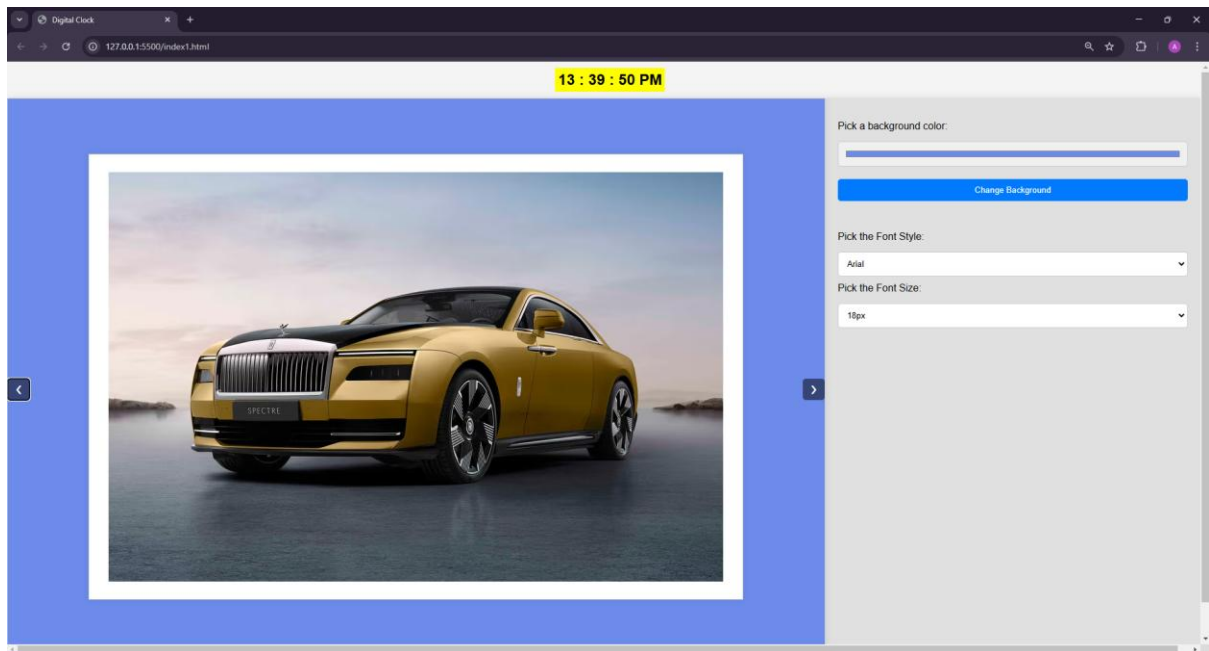 Digital Clock
127.0.0.1:5500/index1.html
13 : 39 : 50 PM
Pick a background color:
Change Background
Pick the Font Style:
Arial
Pick the Font Size:
18px
SPECTRE